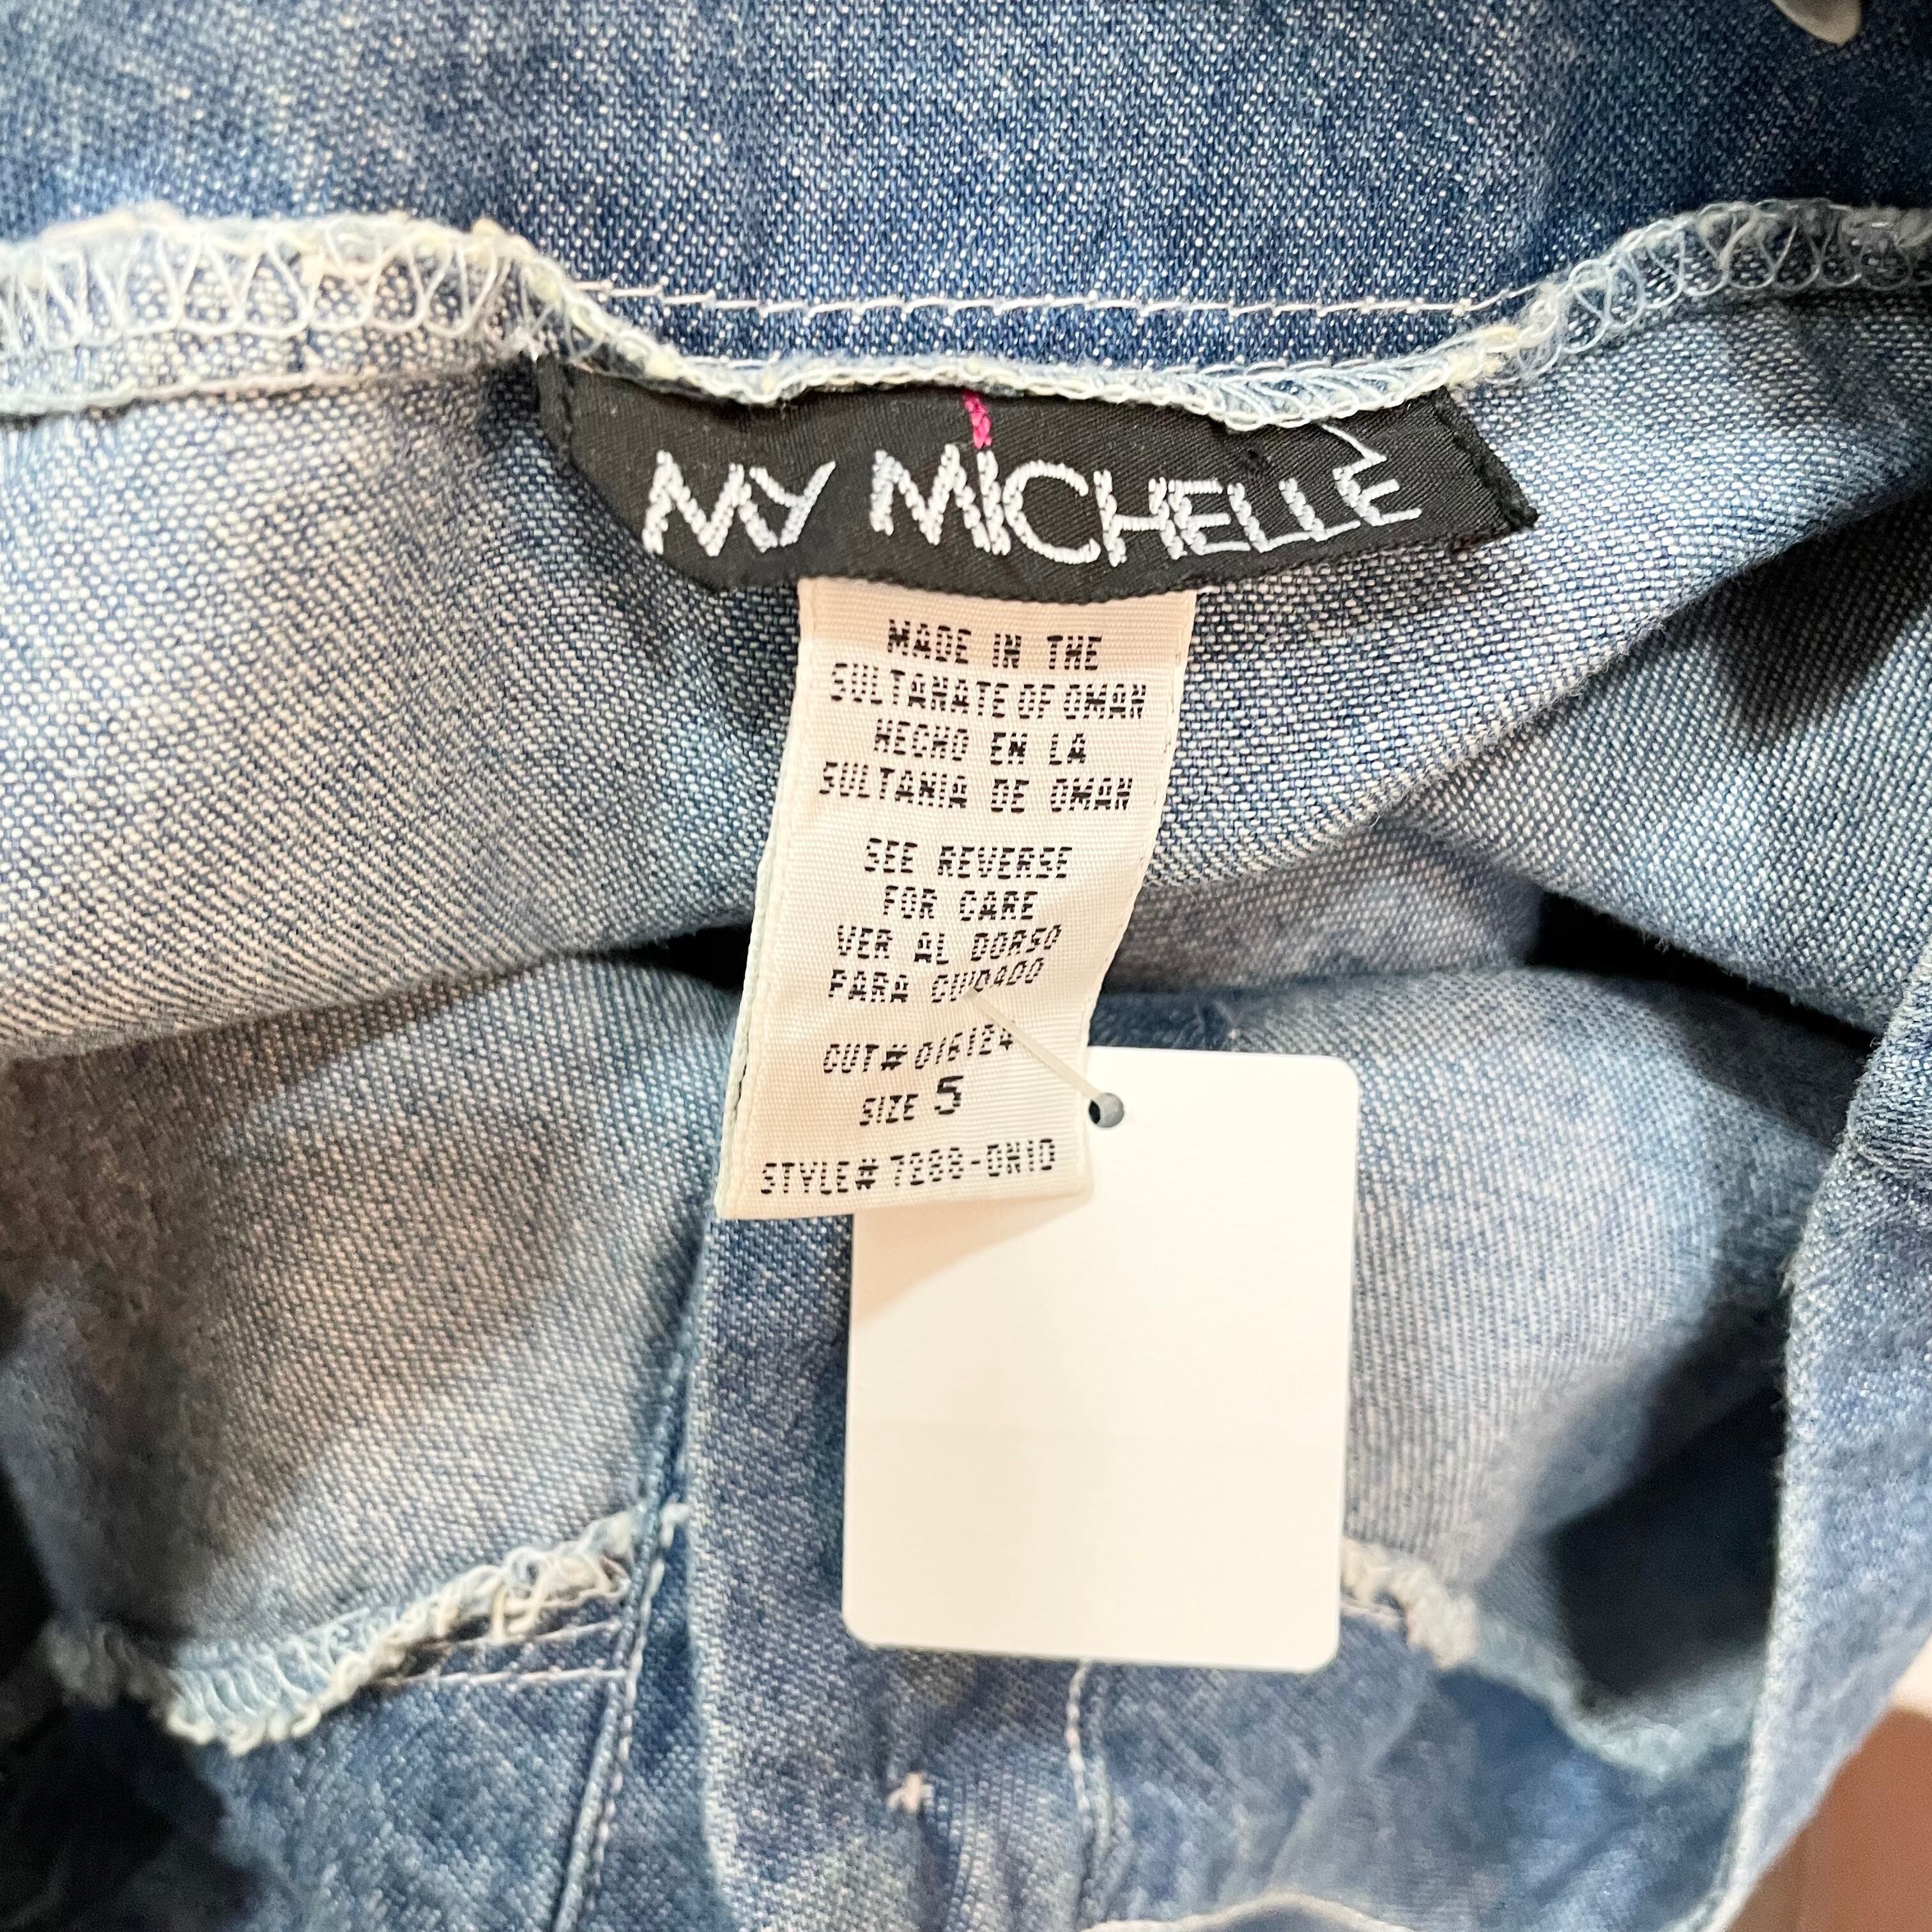 MY MICHELLE
MADE IN THE
SULTANATE OF OMAN
HECHO EN LA
SULTANIA DE OMAN
SEE REVERSE
FOR CARE
VER AL DORSO
PARA CUIDADO
CUT# 016124
SIZE 5
STYLE# 7288-DN10